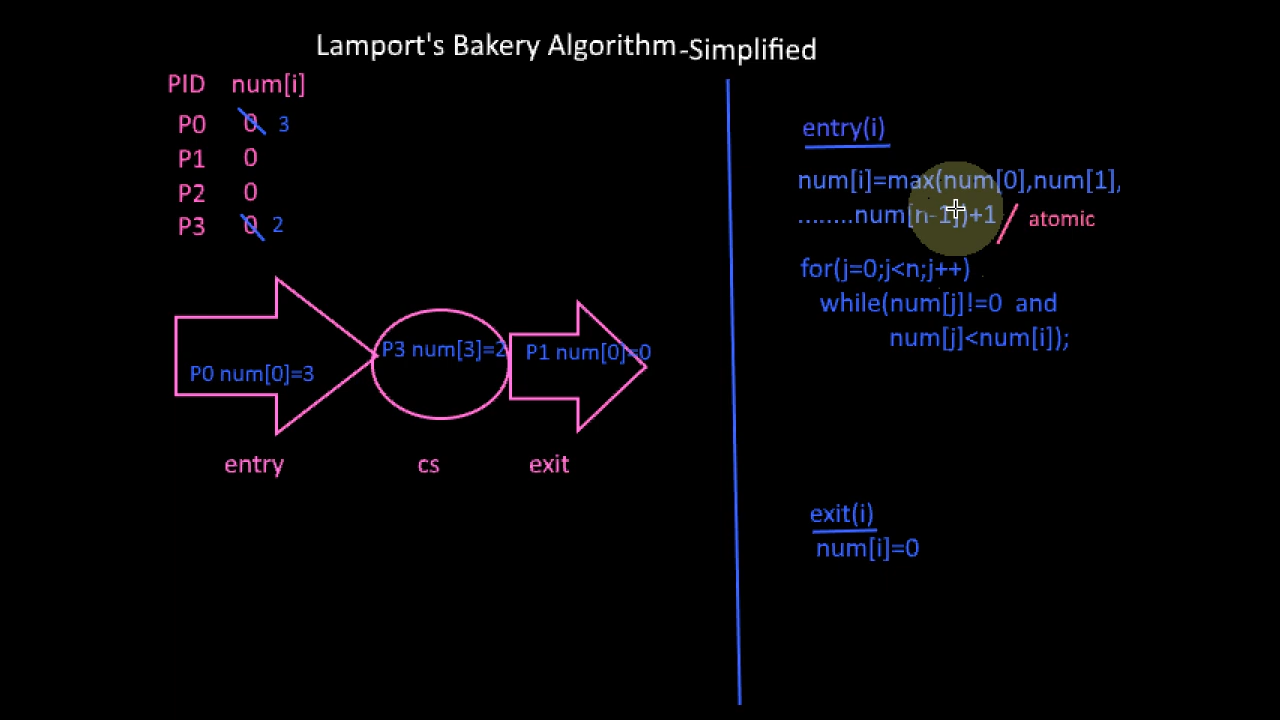 Lamport's Bakery Algorithm-Simplified
PID num[i]
P0 0 3
P1 0
P2 0
P3 0 2
P0 num[0]=3
P3 num[3]=2
P1 num[0]=0
entry
cs
exit
entry(i)
num[i]=max(num[0],num[1],
........num[n-1])+1
atomic
for(j=0;j<n;j++)
while(num[j]!=0 and
num[j]<num[i]);
exit(i)
num[i]=0